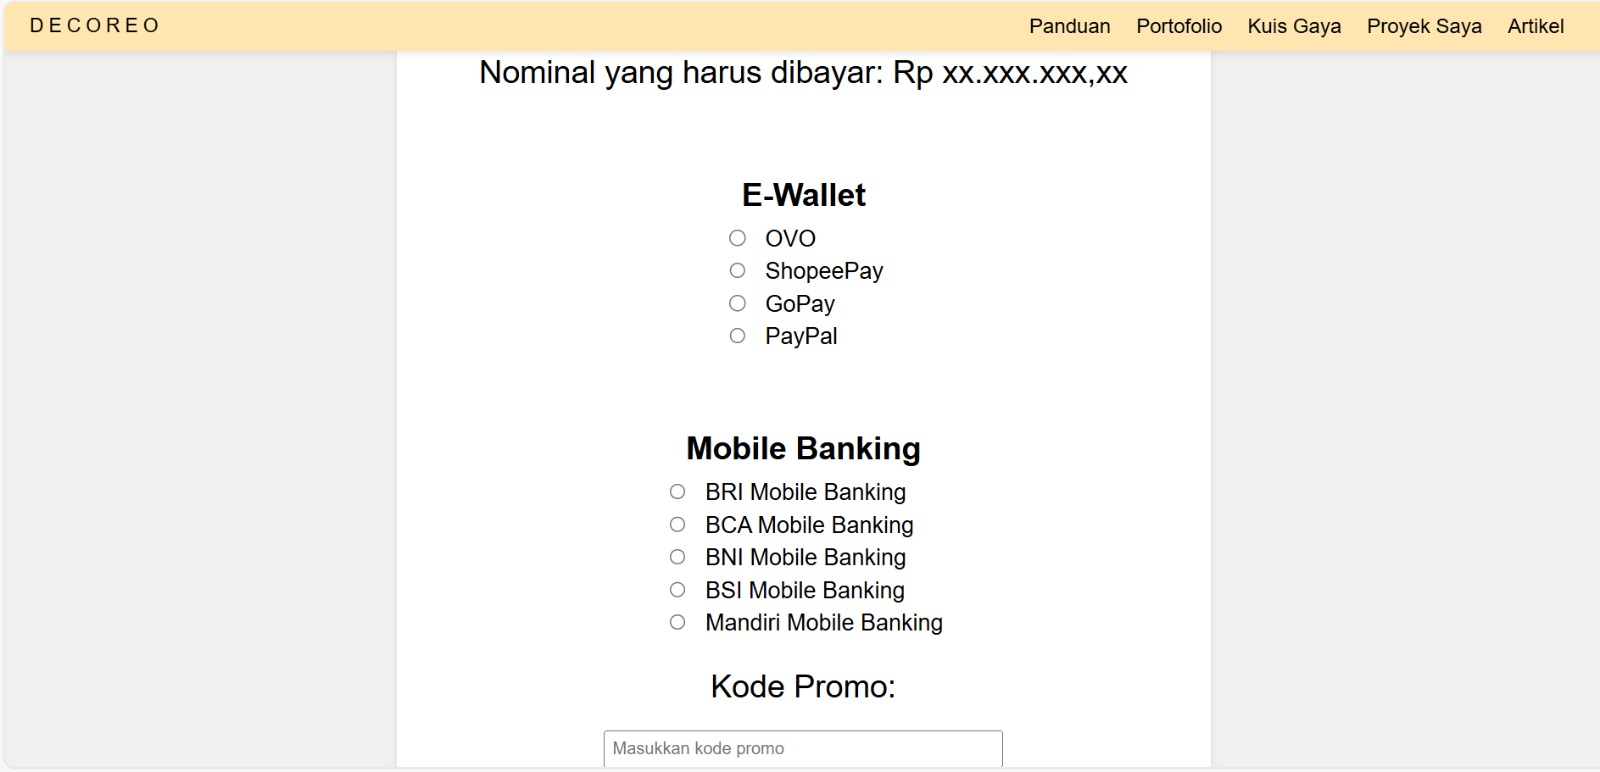 DECOREO
Panduan Portofolio Kuis Gaya Proyek Saya Artikel
Nominal yang harus dibayar: Rp xx.xxx.xxx,xx
E-Wallet
OVO
ShopeePay
GoPay
PayPal
Mobile Banking
BRI Mobile Banking
BCA Mobile Banking
BNI Mobile Banking
BSI Mobile Banking
Mandiri Mobile Banking
Kode Promo:
Masukkan kode promo